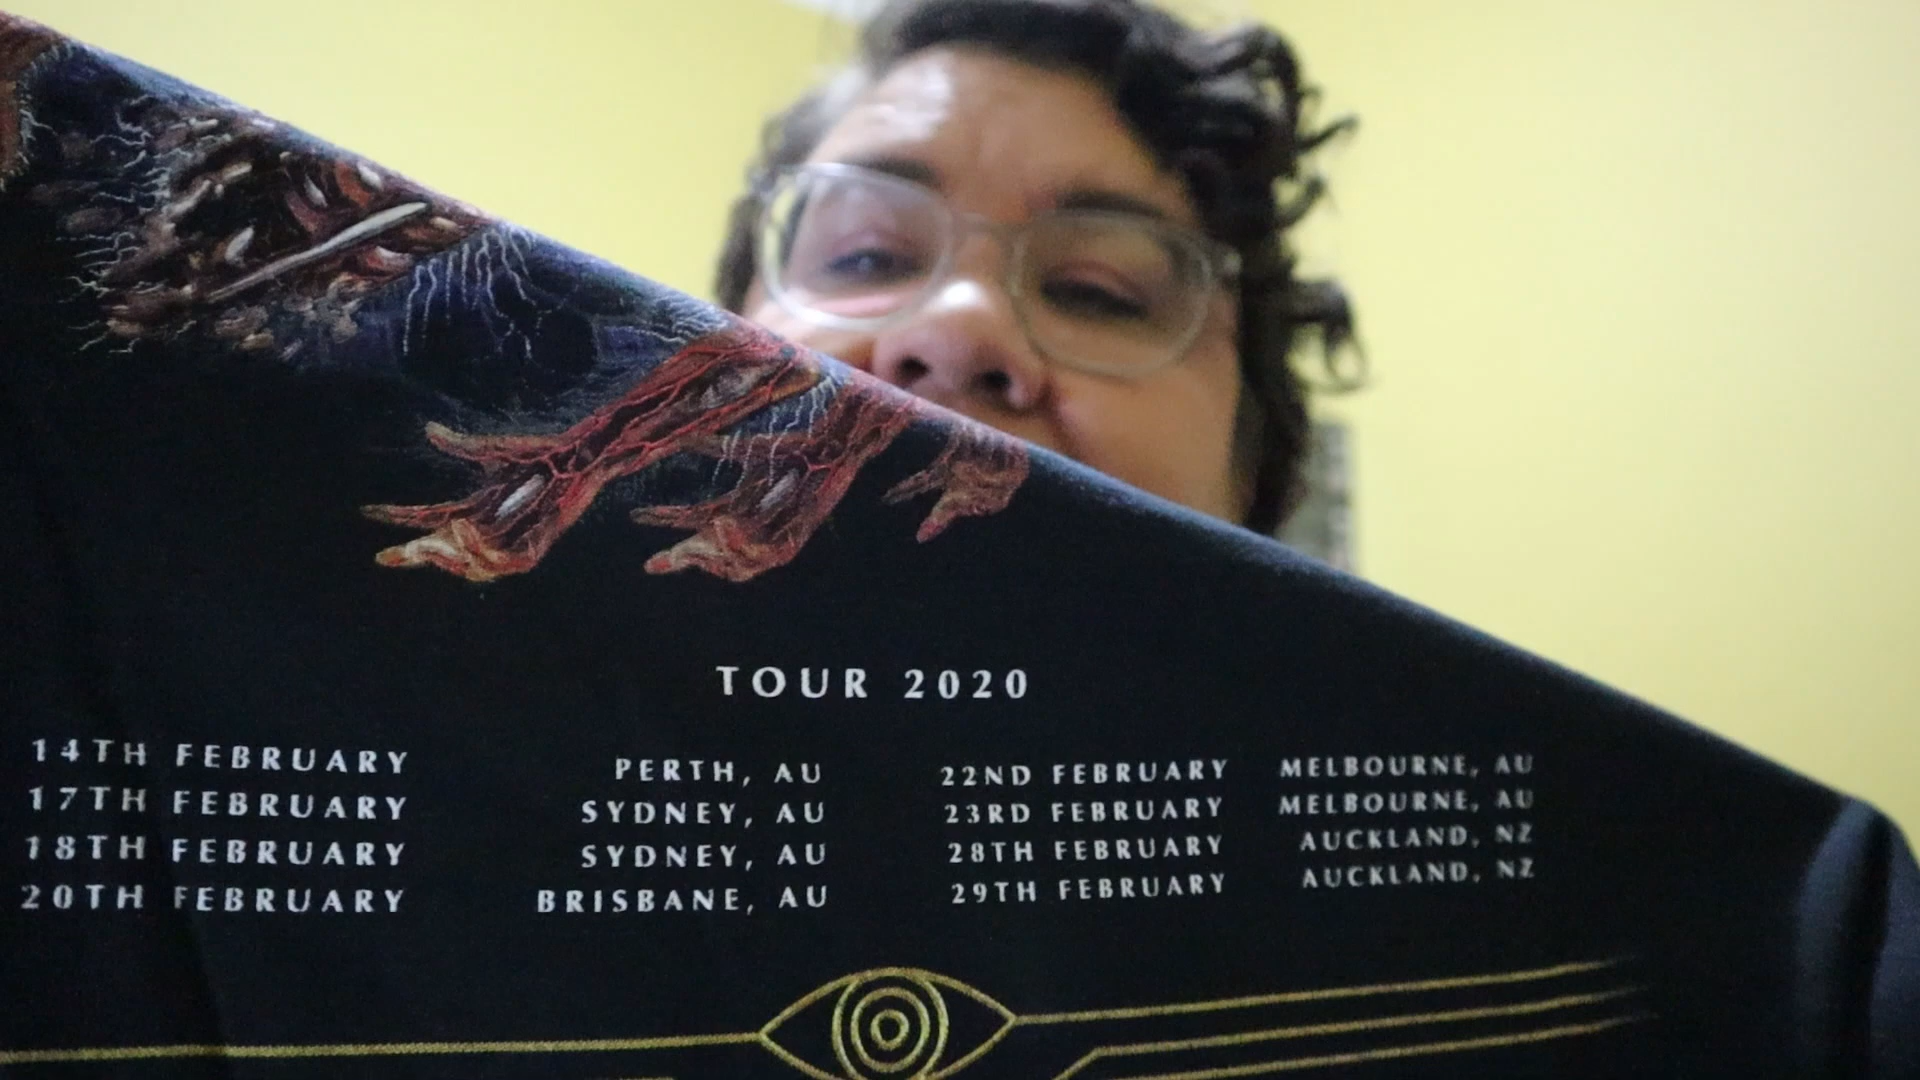 TOUR 2020
14TH FEBRUARY PERTH, AU 22ND FEBRUARY MELBOURNE, AU
17TH FEBRUARY SYDNEY, AU 23RD FEBRUARY MELBOURNE, AU
18TH FEBRUARY SYDNEY, AU 28TH FEBRUARY AUCKLAND, NZ
20TH FEBRUARY BRISBANE, AU 29TH FEBRUARY AUCKLAND, NZ